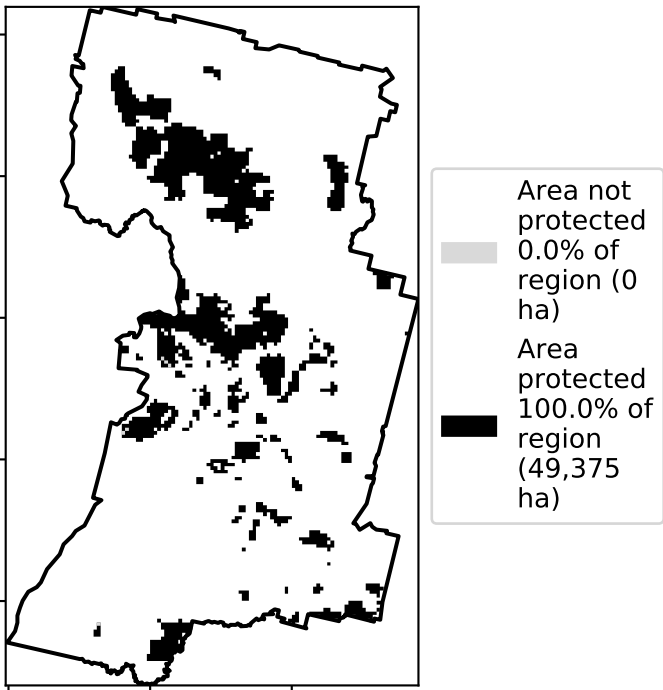 Area not
protected
0.0% of
region (0
ha)
Area
protected
100.0% of
region
(49,375
ha)